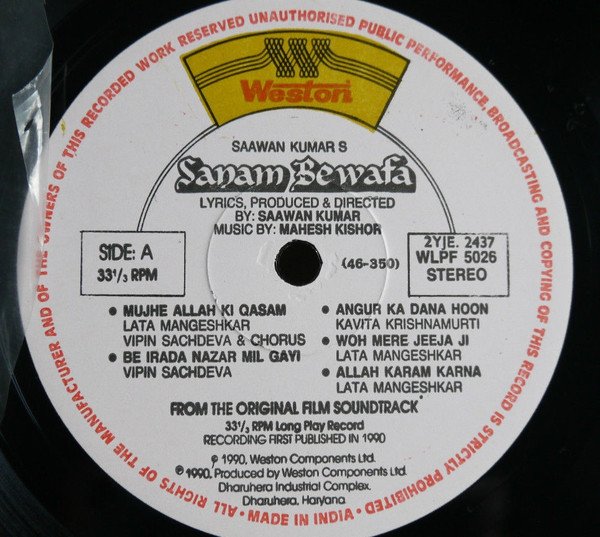 ALL RIGHTS OF THE MANUFACTURER AND OF THE OWNERS OF THIS RECORDED WORK RESERVED UNAUTHORISED PUBLIC PERFORMANCE, BROADCASTING AND COPYING OF THIS RECORD IS STRICTLY PROHIBITED. • MADE IN INDIA •
Weston
SAAWAN KUMAR S
Sanam Bewafa
LYRICS, PRODUCED & DIRECTED
BY: SAAWAN KUMAR
MUSIC BY: MAHESH KISHOR
SIDE: A
33⅓ RPM
(46-350)
2YJE. 2437
WLPF 5026
STEREO
• MUJHE ALLAH KI QASAM
LATA MANGESHKAR
VIPIN SACHDEVA & CHORUS
• BE IRADA NAZAR MIL GAYI
VIPIN SACHDEVA
• ANGUR KA DANA HOON
KAVITA KRISHNAMURTI
• WOH MERE JEEJA JI
LATA MANGESHKAR
• ALLAH KARAM KARNA
LATA MANGESHKAR
FROM THE ORIGINAL FILM SOUNDTRACK
33⅓ RPM Long Play Record
RECORDING FIRST PUBLISHED IN 1990
℗ 1990, Weston Components Ltd.
© 1990, Produced by Weston Components Ltd.
Dharuhera Industrial Complex,
Dharuhera, Haryana